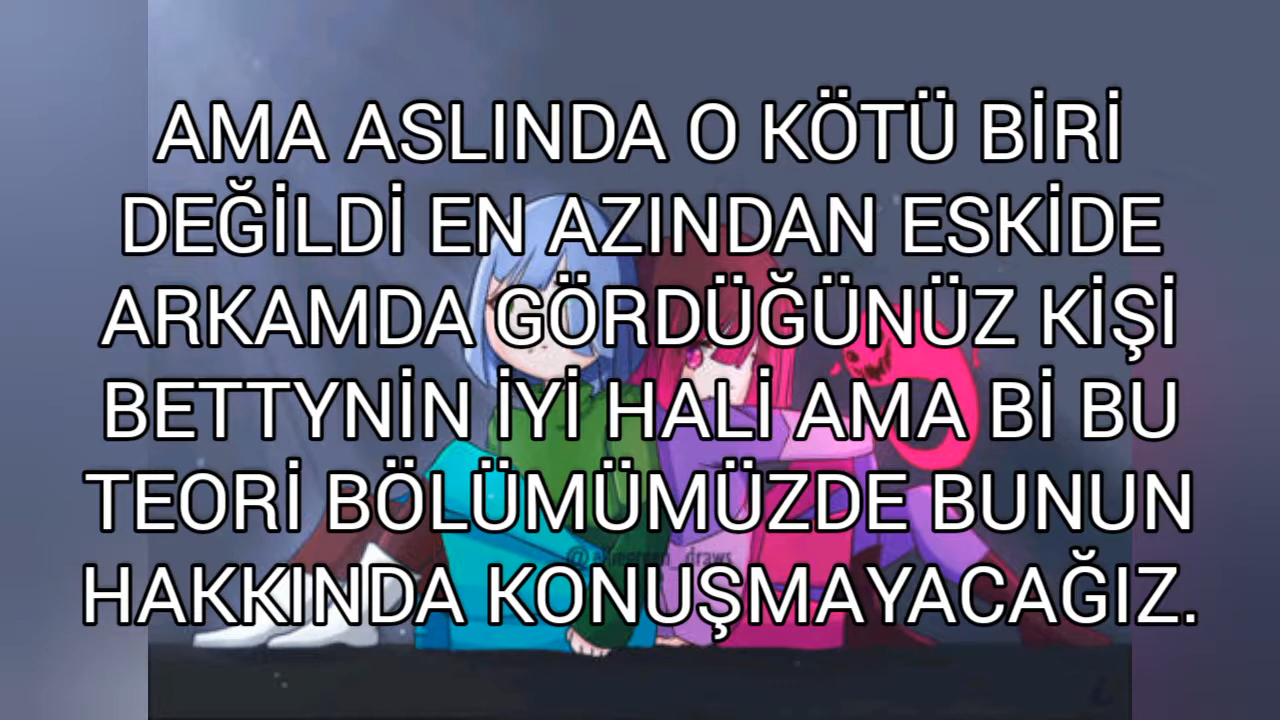 AMA ASLINDA O KÖTÜ BİRİ
DEĞİLDİ EN AZINDAN ESKİDE
ARKAMDA GÖRDÜĞÜNÜZ KİŞİ
BETTYNİN İYİ HALİ AMA Bİ BU
TEORİ BÖLÜMÜMÜZDE BUNUN
HAKKINDA KONUŞMAYACAĞIZ.